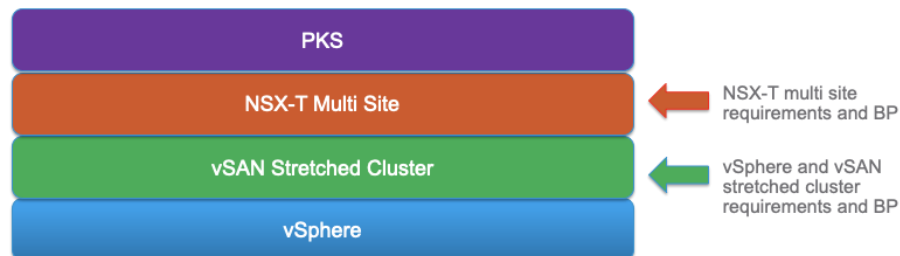 PKS
NSX-T Multi Site
NSX-T multi site
requirements and BP
vSAN Stretched Cluster
vSphere and vSAN
stretched cluster
requirements and BP
vSphere